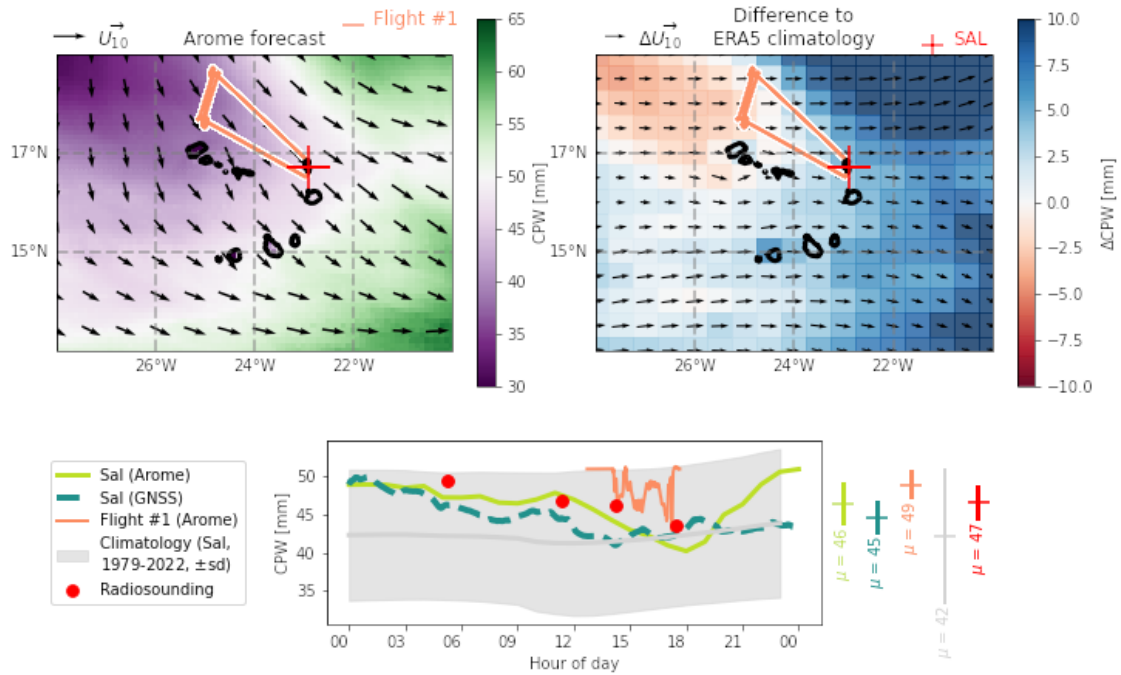 Flight #1
U10
Arome forecast
17°N
15°N
26°W
24°W
22°W
65
60
55
50
45
40
35
30
CPW [mm]
ΔU10
Difference to
ERA5 climatology
SAL
26°W
24°W
22°W
10.0
7.5
5.0
2.5
0.0
−2.5
−5.0
−7.5
−10.0
ΔCPW [mm]
Sal (Arome)
Sal (GNSS)
Flight #1 (Arome)
Climatology (Sal,
1979-2022, ±sd)
Radiosounding
CPW [mm]
50
45
40
35
00
03
06
09
12
15
18
21
00
Hour of day
μ = 46
μ = 45
μ = 49
μ = 42
μ = 47